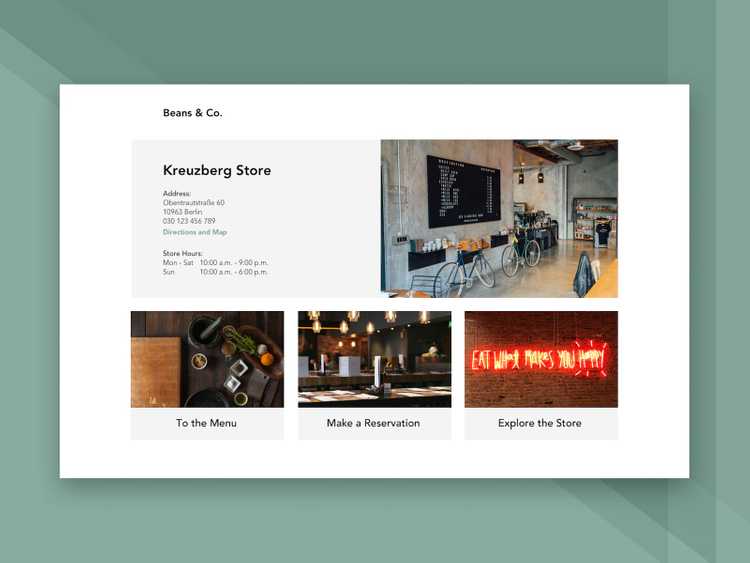 Beans & Co.
Kreuzberg Store
Address:
Obentrautstraße 60
10963 Berlin
030 123 456 789
Directions and Map
Store Hours:
Mon - Sat 10:00 a.m. - 9:00 p.m.
Sun 10:00 a.m. - 6:00 p.m.
EAT WHAT MAKES YOU HAPPY
To the Menu
Make a Reservation
Explore the Store